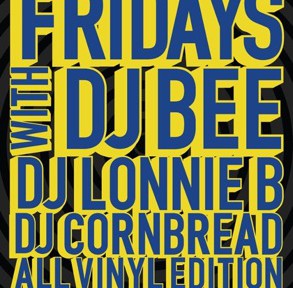 FRIDAYS
WITH DJ BEE
DJ LONNIE B
DJ CORNBREAD
ALL VINYL EDITION